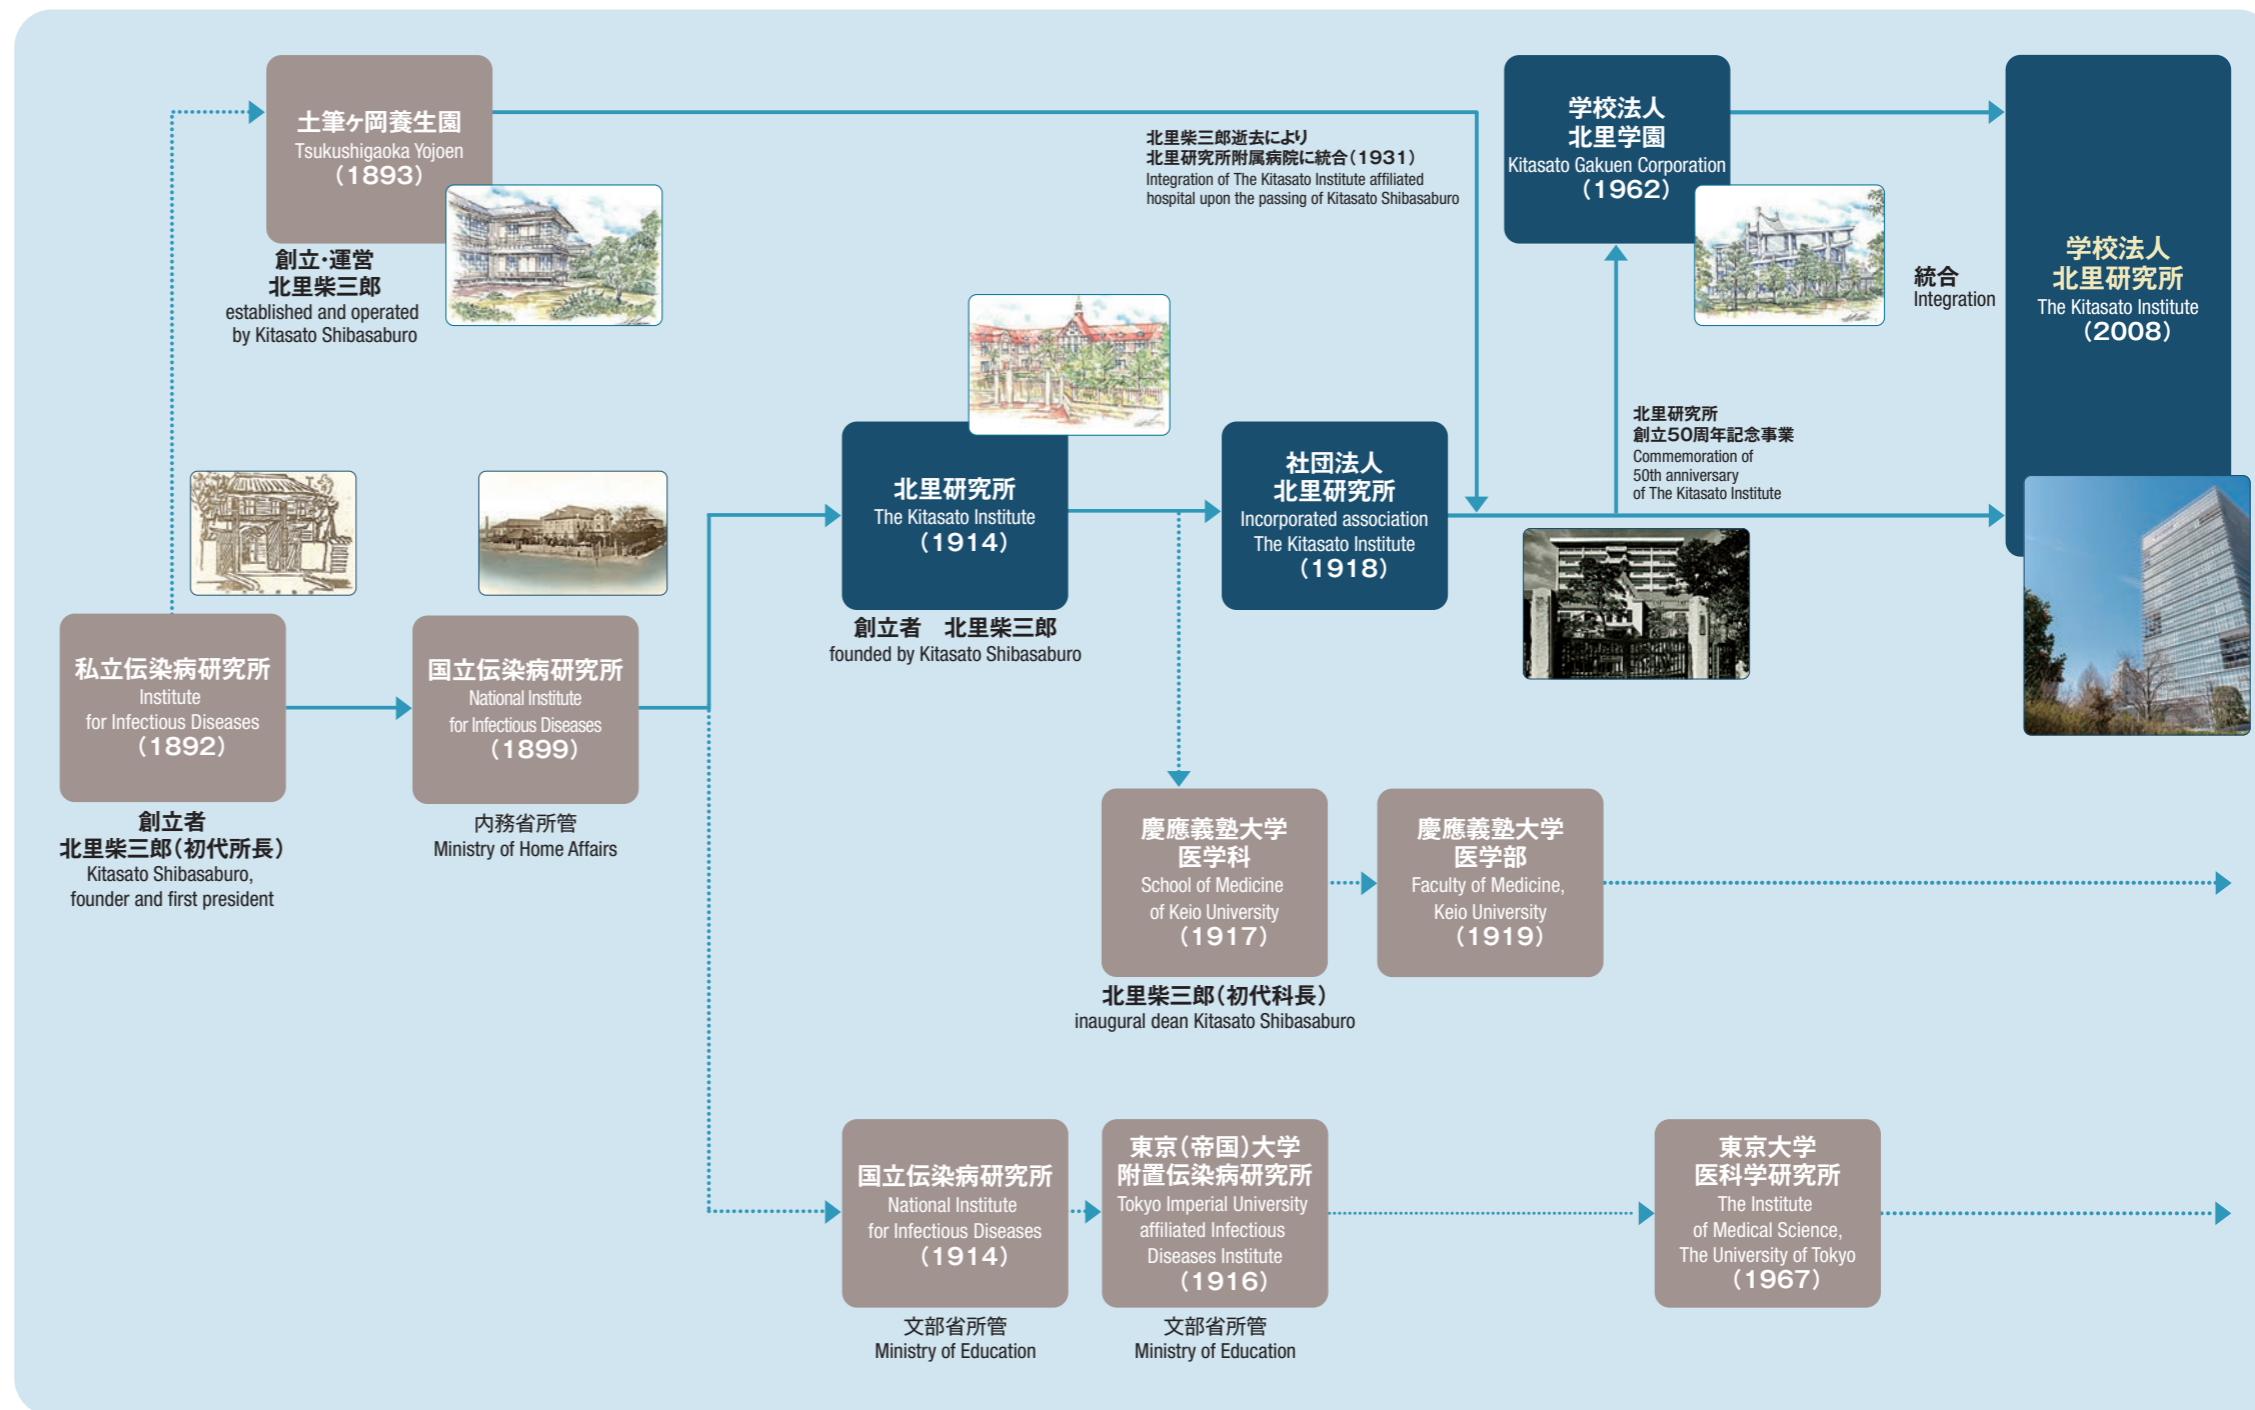 土筆ヶ岡養生園
Tsukushigaoka Yojoen
（1893）
創立･運営
北里柴三郎
established and operated
by Kitasato Shibasaburo
北里柴三郎逝去により
北里研究所附属病院に統合（1931）
Integration of The Kitasato Institute affiliated
hospital upon the passing of Kitasato Shibasaburo
学校法人
北里学園
Kitasato Gakuen Corporation
（1962）
統合
Integration
学校法人
北里研究所
The Kitasato Institute
（2008）
北里研究所
創立50周年記念事業
Commemoration of
50th anniversary
of The Kitasato Institute
北里研究所
The Kitasato Institute
（1914）
創立者　北里柴三郎
founded by Kitasato Shibasaburo
社団法人
北里研究所
Incorporated association
The Kitasato Institute
（1918）
私立伝染病研究所
Institute
for Infectious Diseases
（1892）
創立者
北里柴三郎（初代所長）
Kitasato Shibasaburo,
founder and first president
国立伝染病研究所
National Institute
for Infectious Diseases
（1899）
内務省所管
Ministry of Home Affairs
慶應義塾大学
医学科
School of Medicine
of Keio University
（1917）
北里柴三郎（初代科長）
inaugural dean Kitasato Shibasaburo
慶應義塾大学
医学部
Faculty of Medicine,
Keio University
（1919）
国立伝染病研究所
National Institute
for Infectious Diseases
（1914）
文部省所管
Ministry of Education
東京（帝国）大学
附置伝染病研究所
Tokyo Imperial University
affiliated Infectious
Diseases Institute
（1916）
文部省所管
Ministry of Education
東京大学
医科学研究所
The Institute
of Medical Science,
The University of Tokyo
（1967）